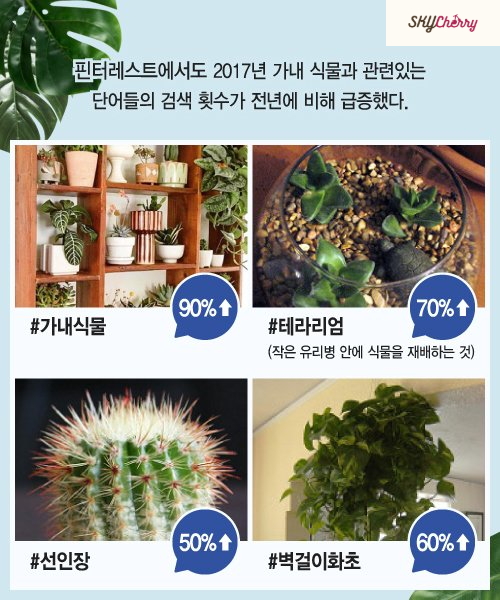 SKYCherry
핀터레스트에서도 2017년 가내 식물과 관련있는
단어들의 검색 횟수가 전년에 비해 급증했다.
90%⬆
#가내식물
70%⬆
#테라리엄
(작은 유리병 안에 식물을 재배하는 것)
50%⬆
#선인장
60%⬆
#벽걸이화초